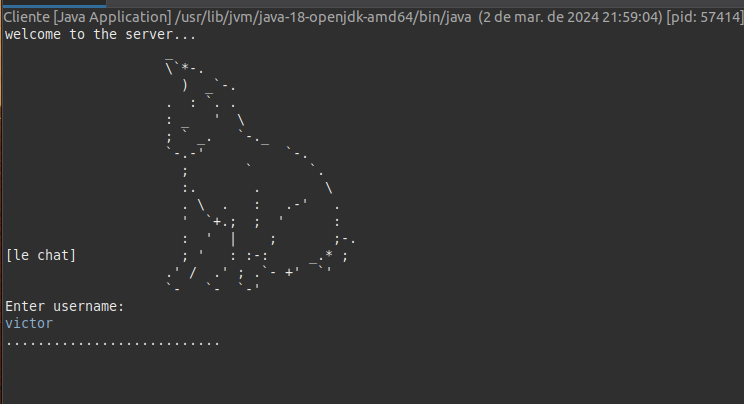 Cliente [Java Application] /usr/lib/jvm/java-18-openjdk-amd64/bin/java (2 de mar. de 2024 21:59:04) [pid: 57414]
welcome to the server...
                    _
                    \`*-.
                      )  _`-.
                    .  : `. .
                    : _   '  \
                    ; ` _.   `-._
                    `-.-'          `-.
                      ;       `       `.
                      :.       .        \
                      . \  .   :   .-'   .
                      '  `+.;  ;  '      :
                      :  '  |    ;       ;-.
[le chat]             ; '   : :-:     _.* ;
                    .' /  .' ; .`- +'  `'
                    `-   `-  `-'
Enter username:
victor
...........................